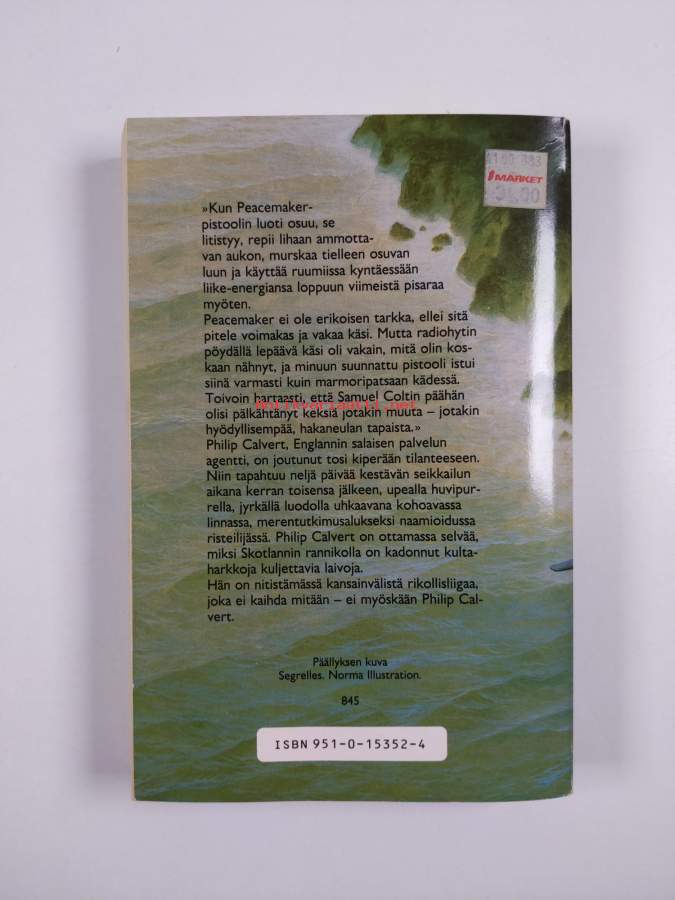 MARKET
»Kun Peacemaker-
pistoolin luoti osuu, se
litistyy, repii lihaan ammotta-
van aukon, murskaa tielleen osuvan
luun ja käyttää ruumiissa kyntäessään
liike-energiansa loppuun viimeistä pisaraa
myöten.
Peacemaker ei ole erikoisen tarkka, ellei sitä
pitele voimakas ja vakaa käsi. Mutta radiohytin
pöydällä lepäävä käsi oli vakain, mitä olin kos-
kaan nähnyt, ja minuun suunnattu pistooli istui
siinä varmasti kuin marmoripatsaan kädessä.
Toivoin hartaasti, että Samuel Coltin päähän
olisi pälkähtänyt keksiä jotakin muuta – jotakin
hyödyllisempää, hakaneulan tapaista.»
Philip Calvert, Englannin salaisen palvelun
agentti, on joutunut tosi kiperään tilanteeseen.
Niin tapahtuu neljä päivää kestävän seikkailun
aikana kerran toisensa jälkeen, upealla huvipur-
rella, jyrkällä luodolla uhkaavana kohoavassa
linnassa, merentutkimusalukseksi naamioidussa
risteilijässä. Philip Calvert on ottamassa selvää,
miksi Skotlannin rannikolla on kadonnut kulta-
harkkoja kuljettavia laivoja.
Hän on nitistämässä kansainvälistä rikollisliigaa,
joka ei kaihda mitään – ei myöskään Philip Cal-
vert.
Päällyksen kuva
Segrelles. Norma Illustration.
845
ISBN 951-0-15352-4